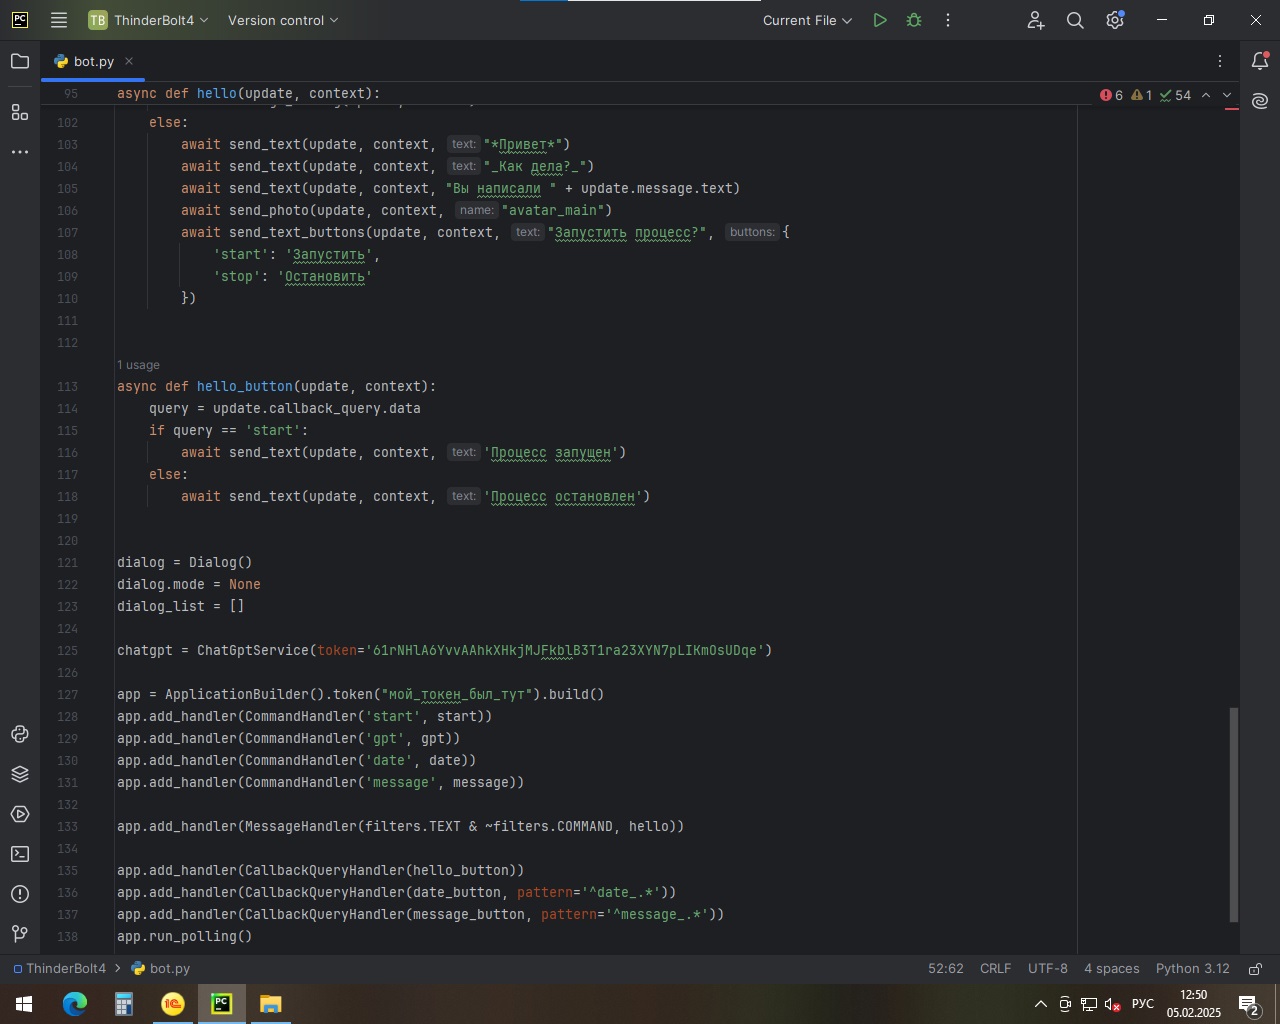 PC TB ThinderBolt4 Version control Current File
bot.py
95 async def hello(update, context): 6 1 54
102 else:
103 await send_text(update, context, text: "*Привет*")
104 await send_text(update, context, text: "_Как дела?_")
105 await send_text(update, context, "Вы написали " + update.message.text)
106 await send_photo(update, context, name: "avatar_main")
107 await send_text_buttons(update, context, text: "Запустить процесс?", buttons: {
108 'start': 'Запустить',
109 'stop': 'Остановить'
110 })
111
112
1 usage
113 async def hello_button(update, context):
114 query = update.callback_query.data
115 if query == 'start':
116 await send_text(update, context, text: 'Процесс запущен')
117 else:
118 await send_text(update, context, text: 'Процесс остановлен')
119
120
121 dialog = Dialog()
122 dialog.mode = None
123 dialog_list = []
124
125 chatgpt = ChatGptService(token='61rNHlA6YvvAAhkXHkjMJFkblB3T1ra23XYN7pLIKmOsUDqe')
126
127 app = ApplicationBuilder().token("мой_токен_был_тут").build()
128 app.add_handler(CommandHandler('start', start))
129 app.add_handler(CommandHandler('gpt', gpt))
130 app.add_handler(CommandHandler('date', date))
131 app.add_handler(CommandHandler('message', message))
132
133 app.add_handler(MessageHandler(filters.TEXT & ~filters.COMMAND, hello))
134
135 app.add_handler(CallbackQueryHandler(hello_button))
136 app.add_handler(CallbackQueryHandler(date_button, pattern='^date_.*'))
137 app.add_handler(CallbackQueryHandler(message_button, pattern='^message_.*'))
138 app.run_polling()
ThinderBolt4 bot.py 52:62 CRLF UTF-8 4 spaces Python 3.12
PC РУС 12:50
05.02.2025 2